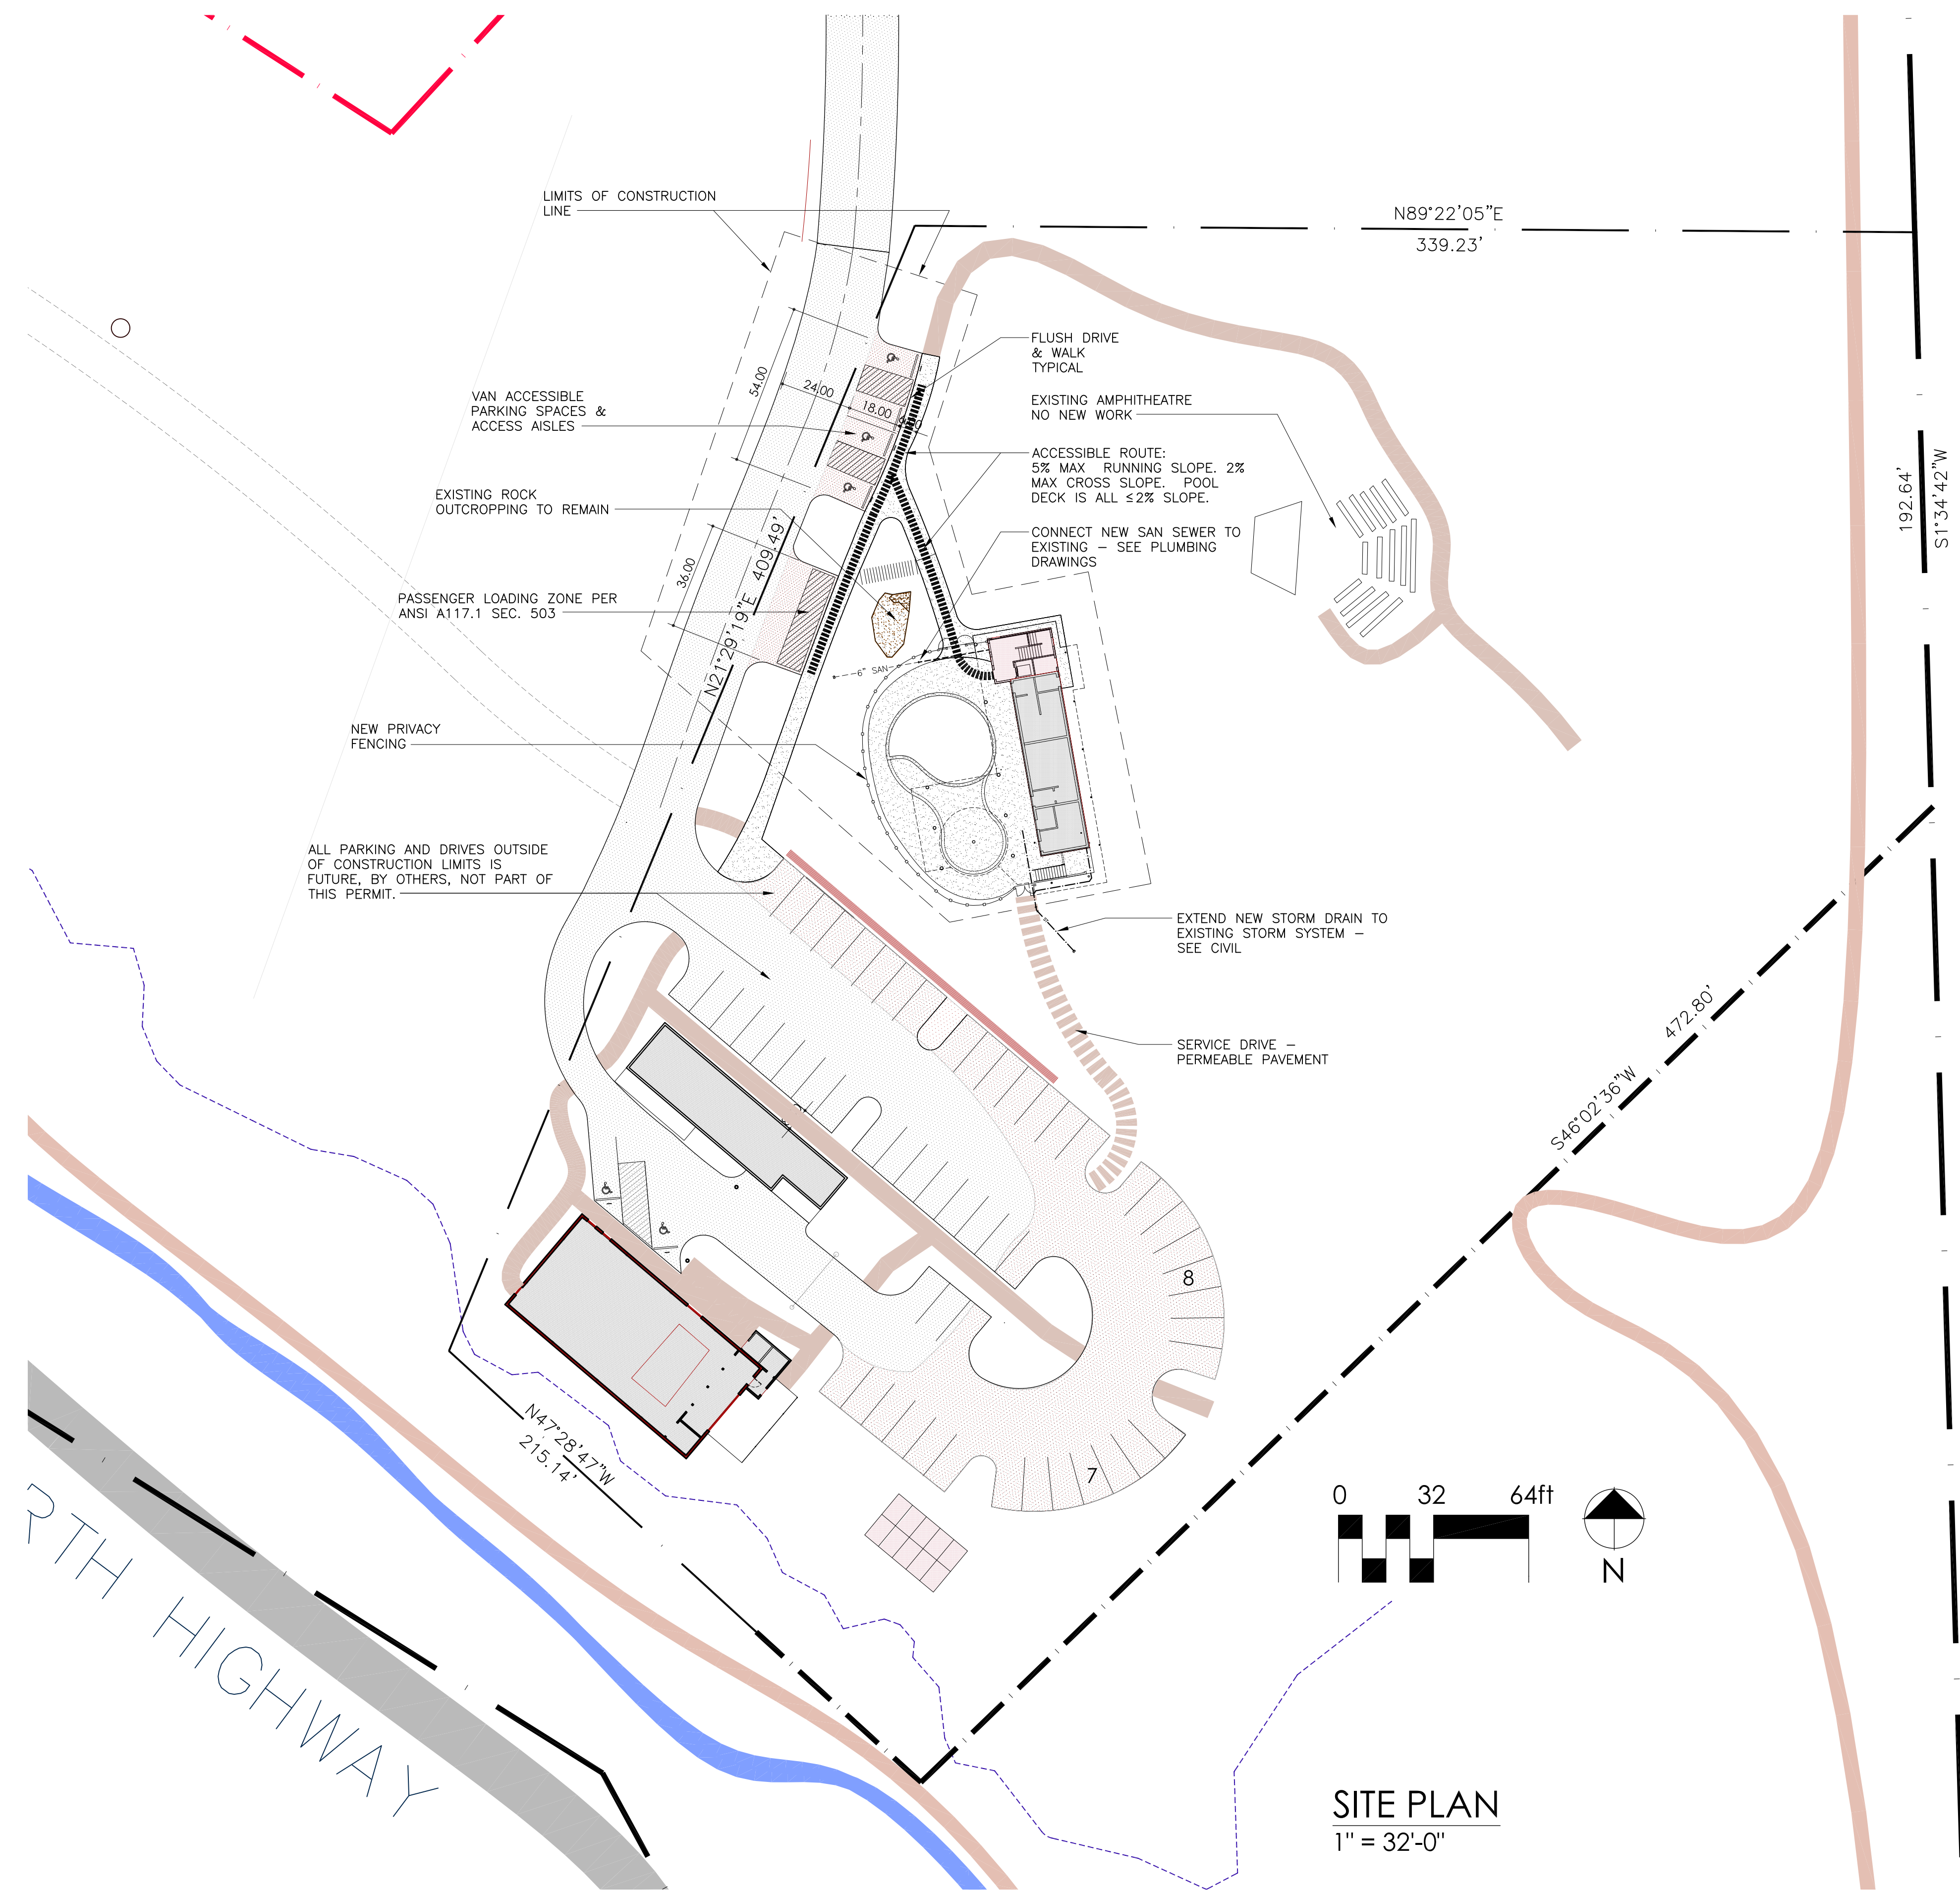 LIMITS OF CONSTRUCTION
LINE
N89°22'05"E
339.23'
FLUSH DRIVE
& WALK
TYPICAL
54.00
24.00
18.00
VAN ACCESSIBLE
PARKING SPACES &
ACCESS AISLES
EXISTING AMPHITHEATRE
NO NEW WORK
ACCESSIBLE ROUTE:
5% MAX RUNNING SLOPE. 2%
MAX CROSS SLOPE. POOL
DECK IS ALL ≤2% SLOPE.
192.64'
S1°34'42"W
EXISTING ROCK
OUTCROPPING TO REMAIN
CONNECT NEW SAN SEWER TO
EXISTING – SEE PLUMBING
DRAWINGS
36.00
N21°29'19"E 409.49'
PASSENGER LOADING ZONE PER
ANSI A117.1 SEC. 503
6" SAN
NEW PRIVACY
FENCING
ALL PARKING AND DRIVES OUTSIDE
OF CONSTRUCTION LIMITS IS
FUTURE, BY OTHERS, NOT PART OF
THIS PERMIT.
EXTEND NEW STORM DRAIN TO
EXISTING STORM SYSTEM –
SEE CIVIL
SERVICE DRIVE –
PERMEABLE PAVEMENT
S46°02'36"W
472.80'
8
7
N47°28'47"W
215.14'
0 32 64ft
N
RTH HIGHWAY
SITE PLAN
1" = 32'-0"